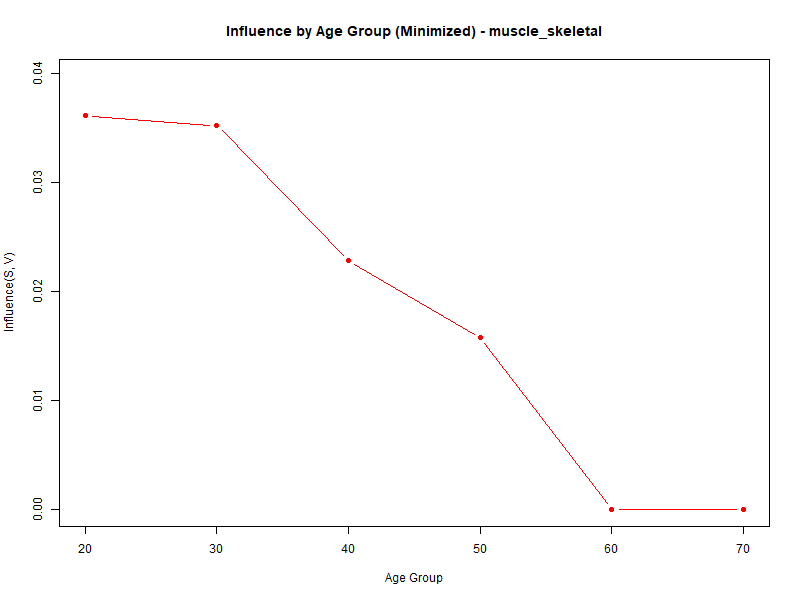 Influence by Age Group (Minimized) - muscle_skeletal
Influence(S, V)
0.04
0.03
0.02
0.01
0.00
20 30 40 50 60 70
Age Group